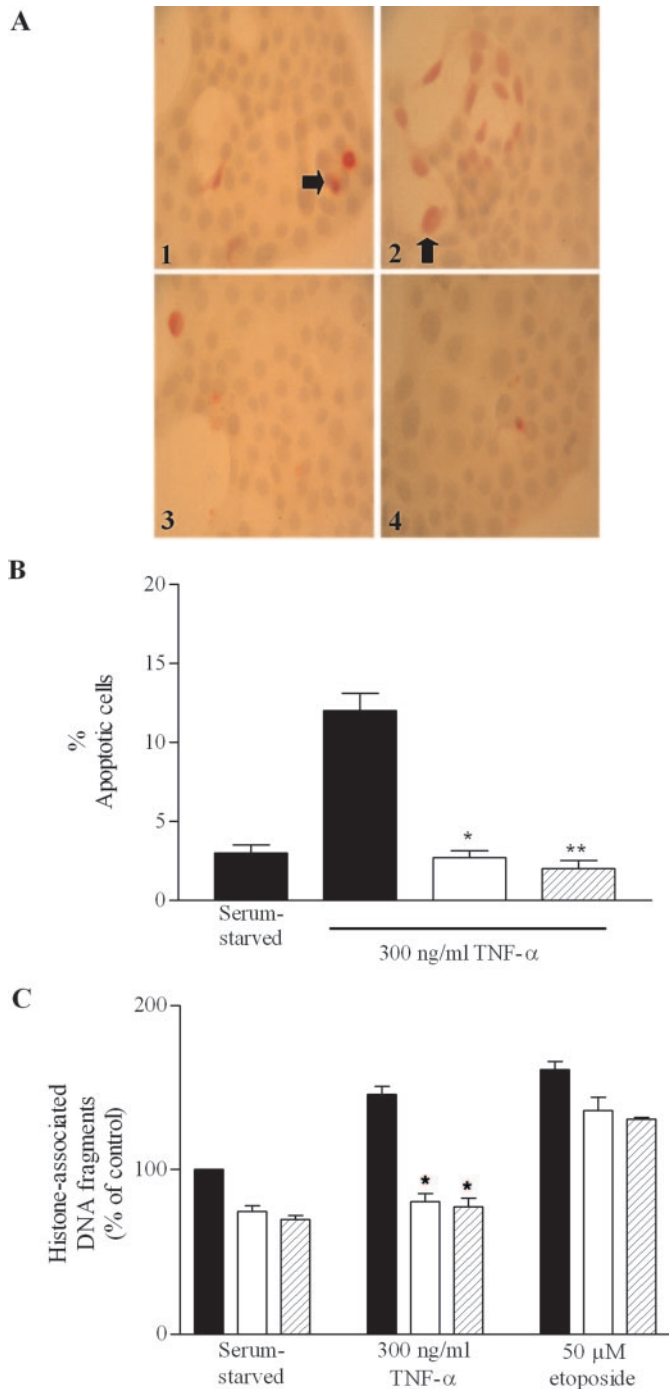 A
1
2
3
4
B
20
15
10
5
0
%
Apoptotic cells
*
**
Serum-
starved
300 ng/ml TNF-α
C
200
100
0
Histone-associated
DNA fragments
(% of control)
*
*
Serum-
starved
300 ng/ml
TNF-α
50 μM
etoposide